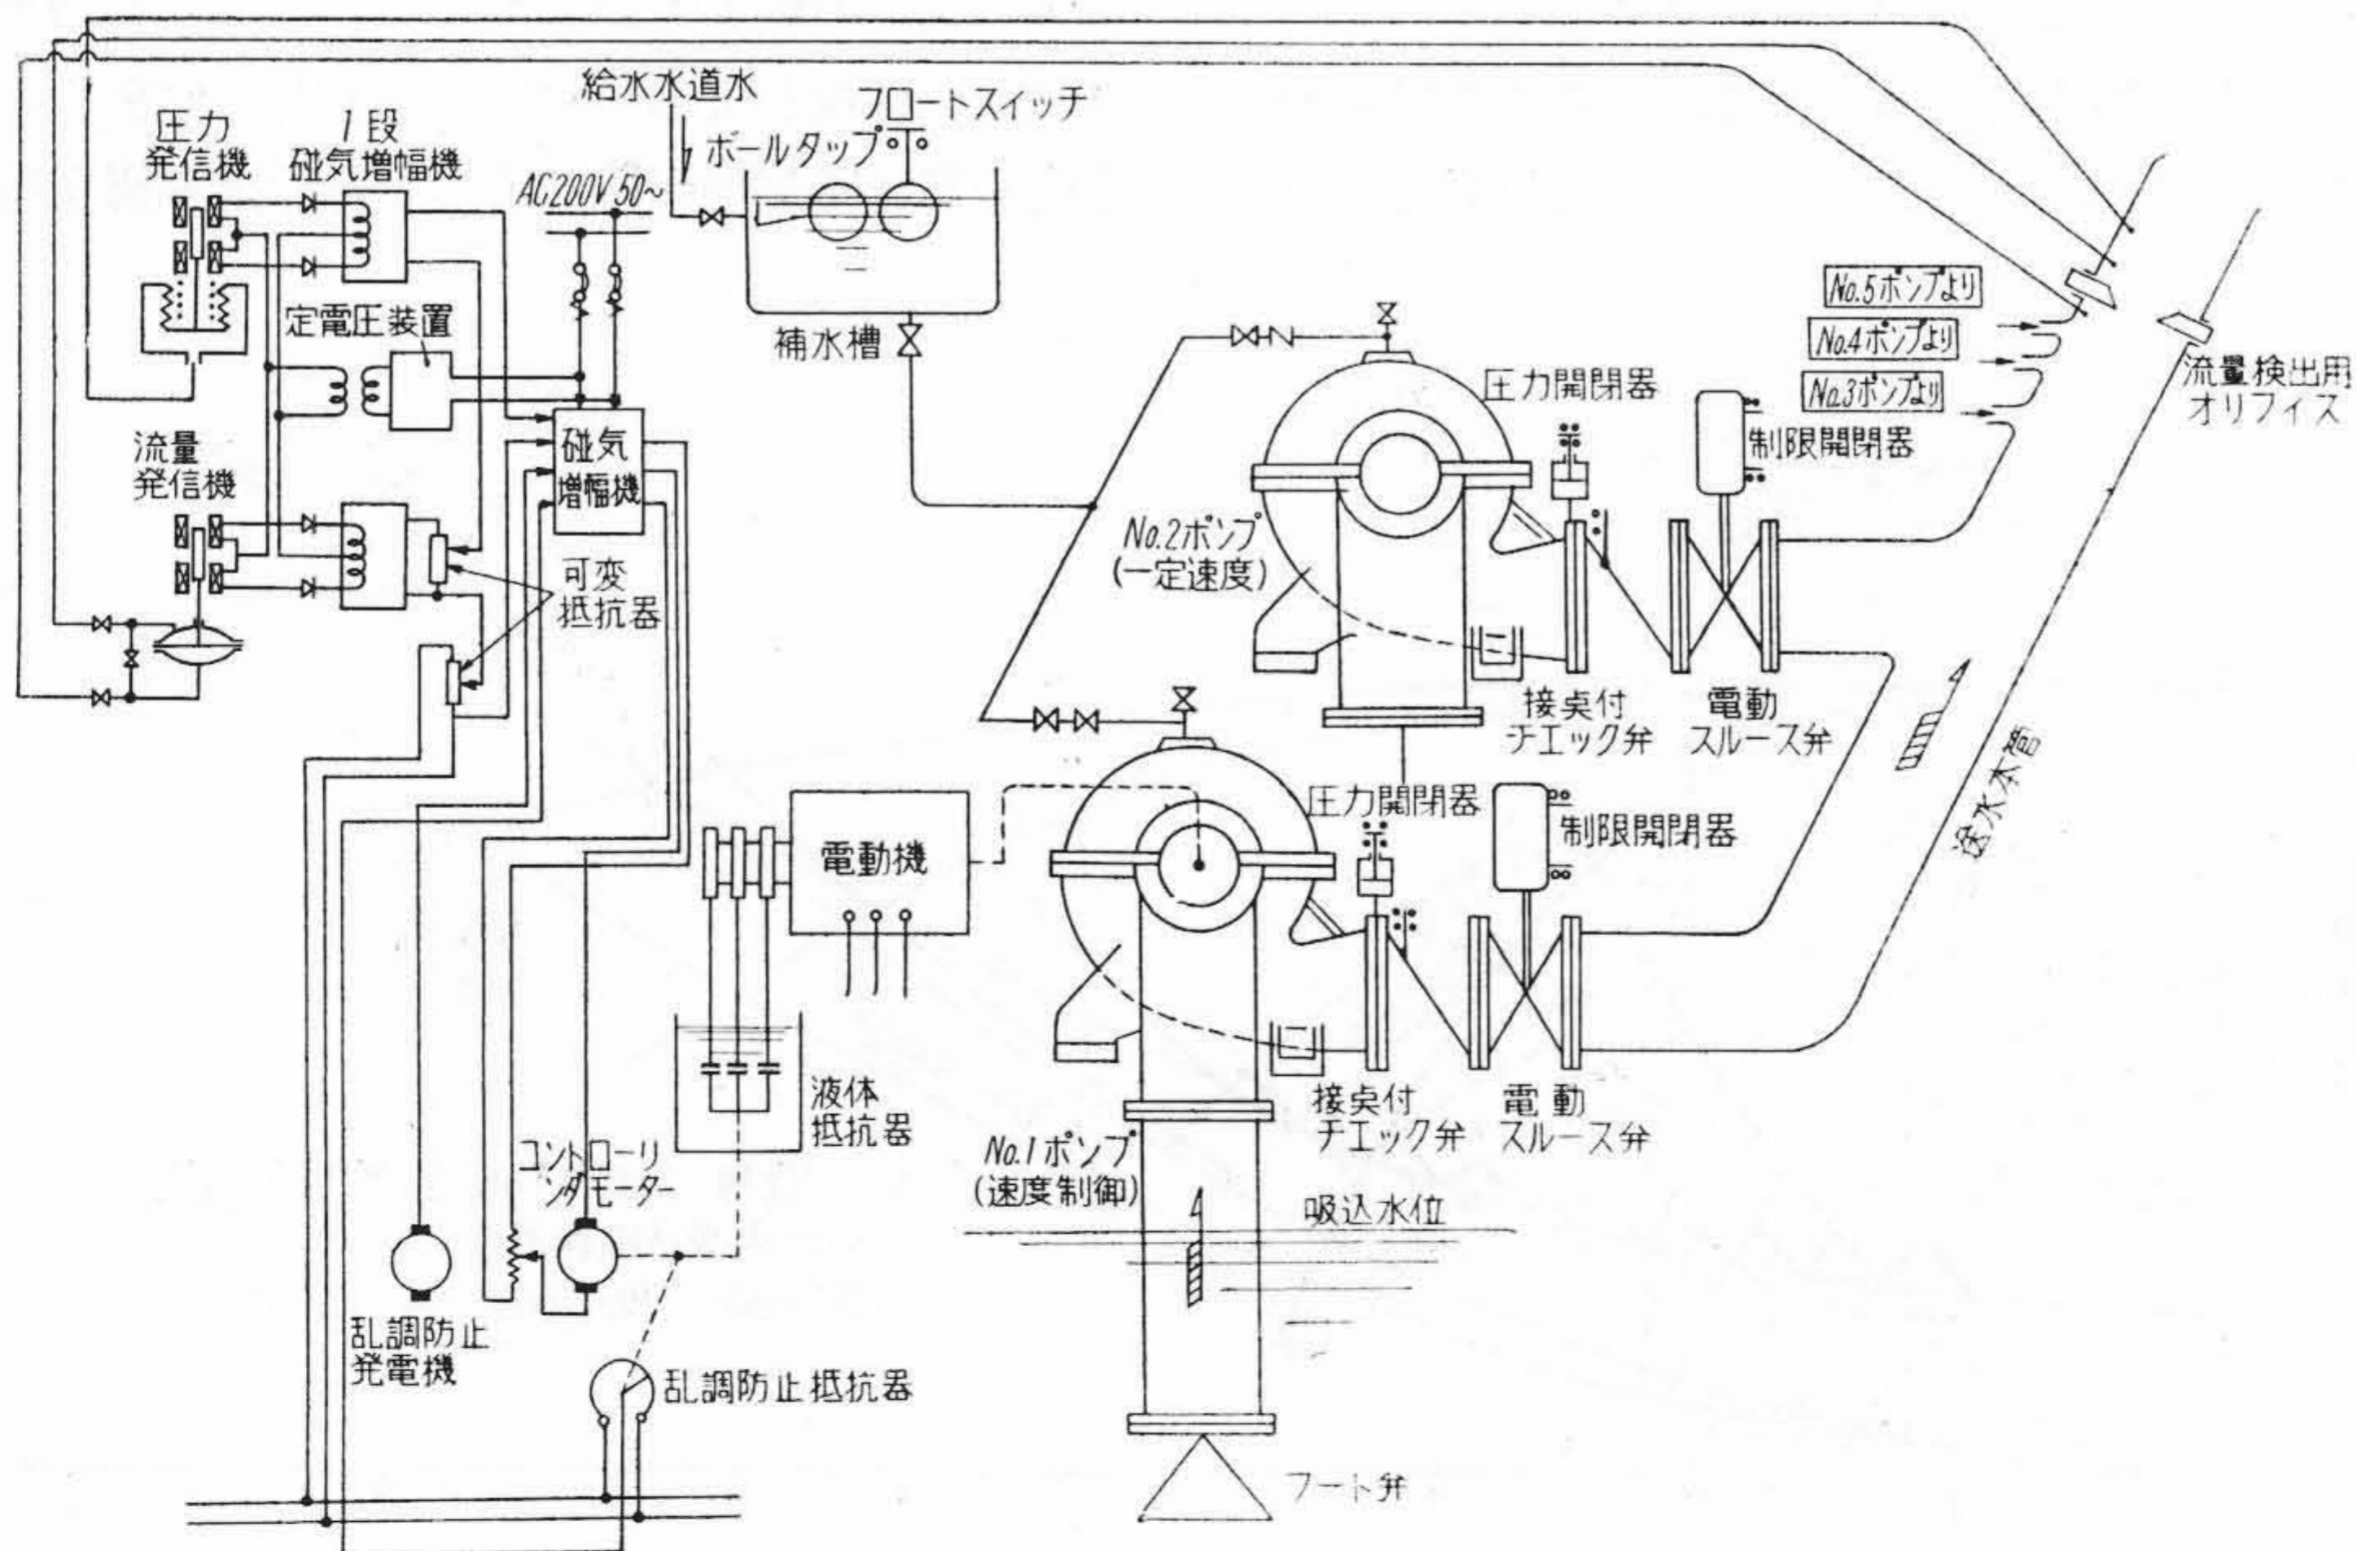 給水水道水
フロートスイッチ
ボールタップ
圧力
発信機
1段
磁気増幅機
AC200V 50~
定電圧装置
補水槽
No.5ポンプより
No.4ポンプより
No.3ポンプより
流量検出用
オリフィス
圧力開閉器
制限開閉器
流量
発信機
磁気
増幅機
No.2ポンプ
(一定速度)
可変
抵抗器
接点付
チエック弁
電動
スルース弁
送水本管
圧力開閉器
制限開閉器
電動機
液体
抵抗器
接点付
チエック弁
電動
スルース弁
No.1ポンプ
(速度制御)
コントローリ
ングモーター
吸込水位
乱調防止
発電機
乱調防止抵抗器
フート弁